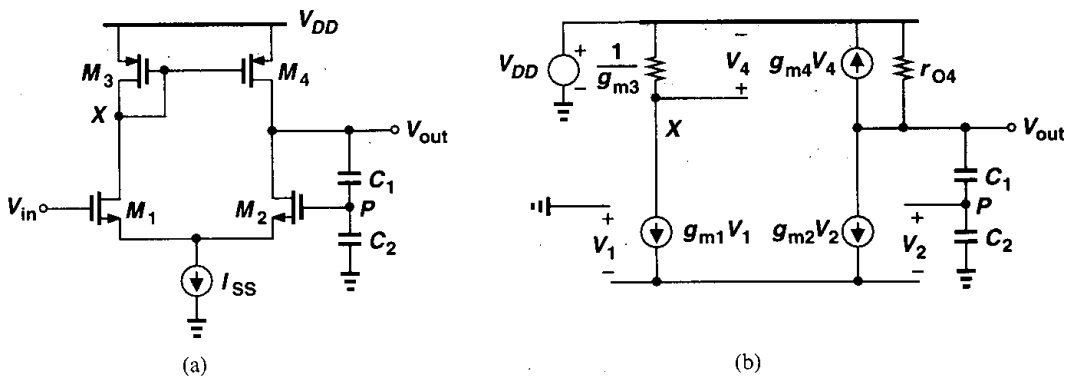 V_DD
M_3
M_4
X
V_out
C_1
V_in
M_1
M_2
P
C_2
I_SS
(a)
V_DD
+
−
1
g_m3
−
V_4
+
g_m4V_4
r_O4
X
V_out
C_1
P
+
V_1
−
g_m1V_1
g_m2V_2
+
V_2
−
C_2
(b)